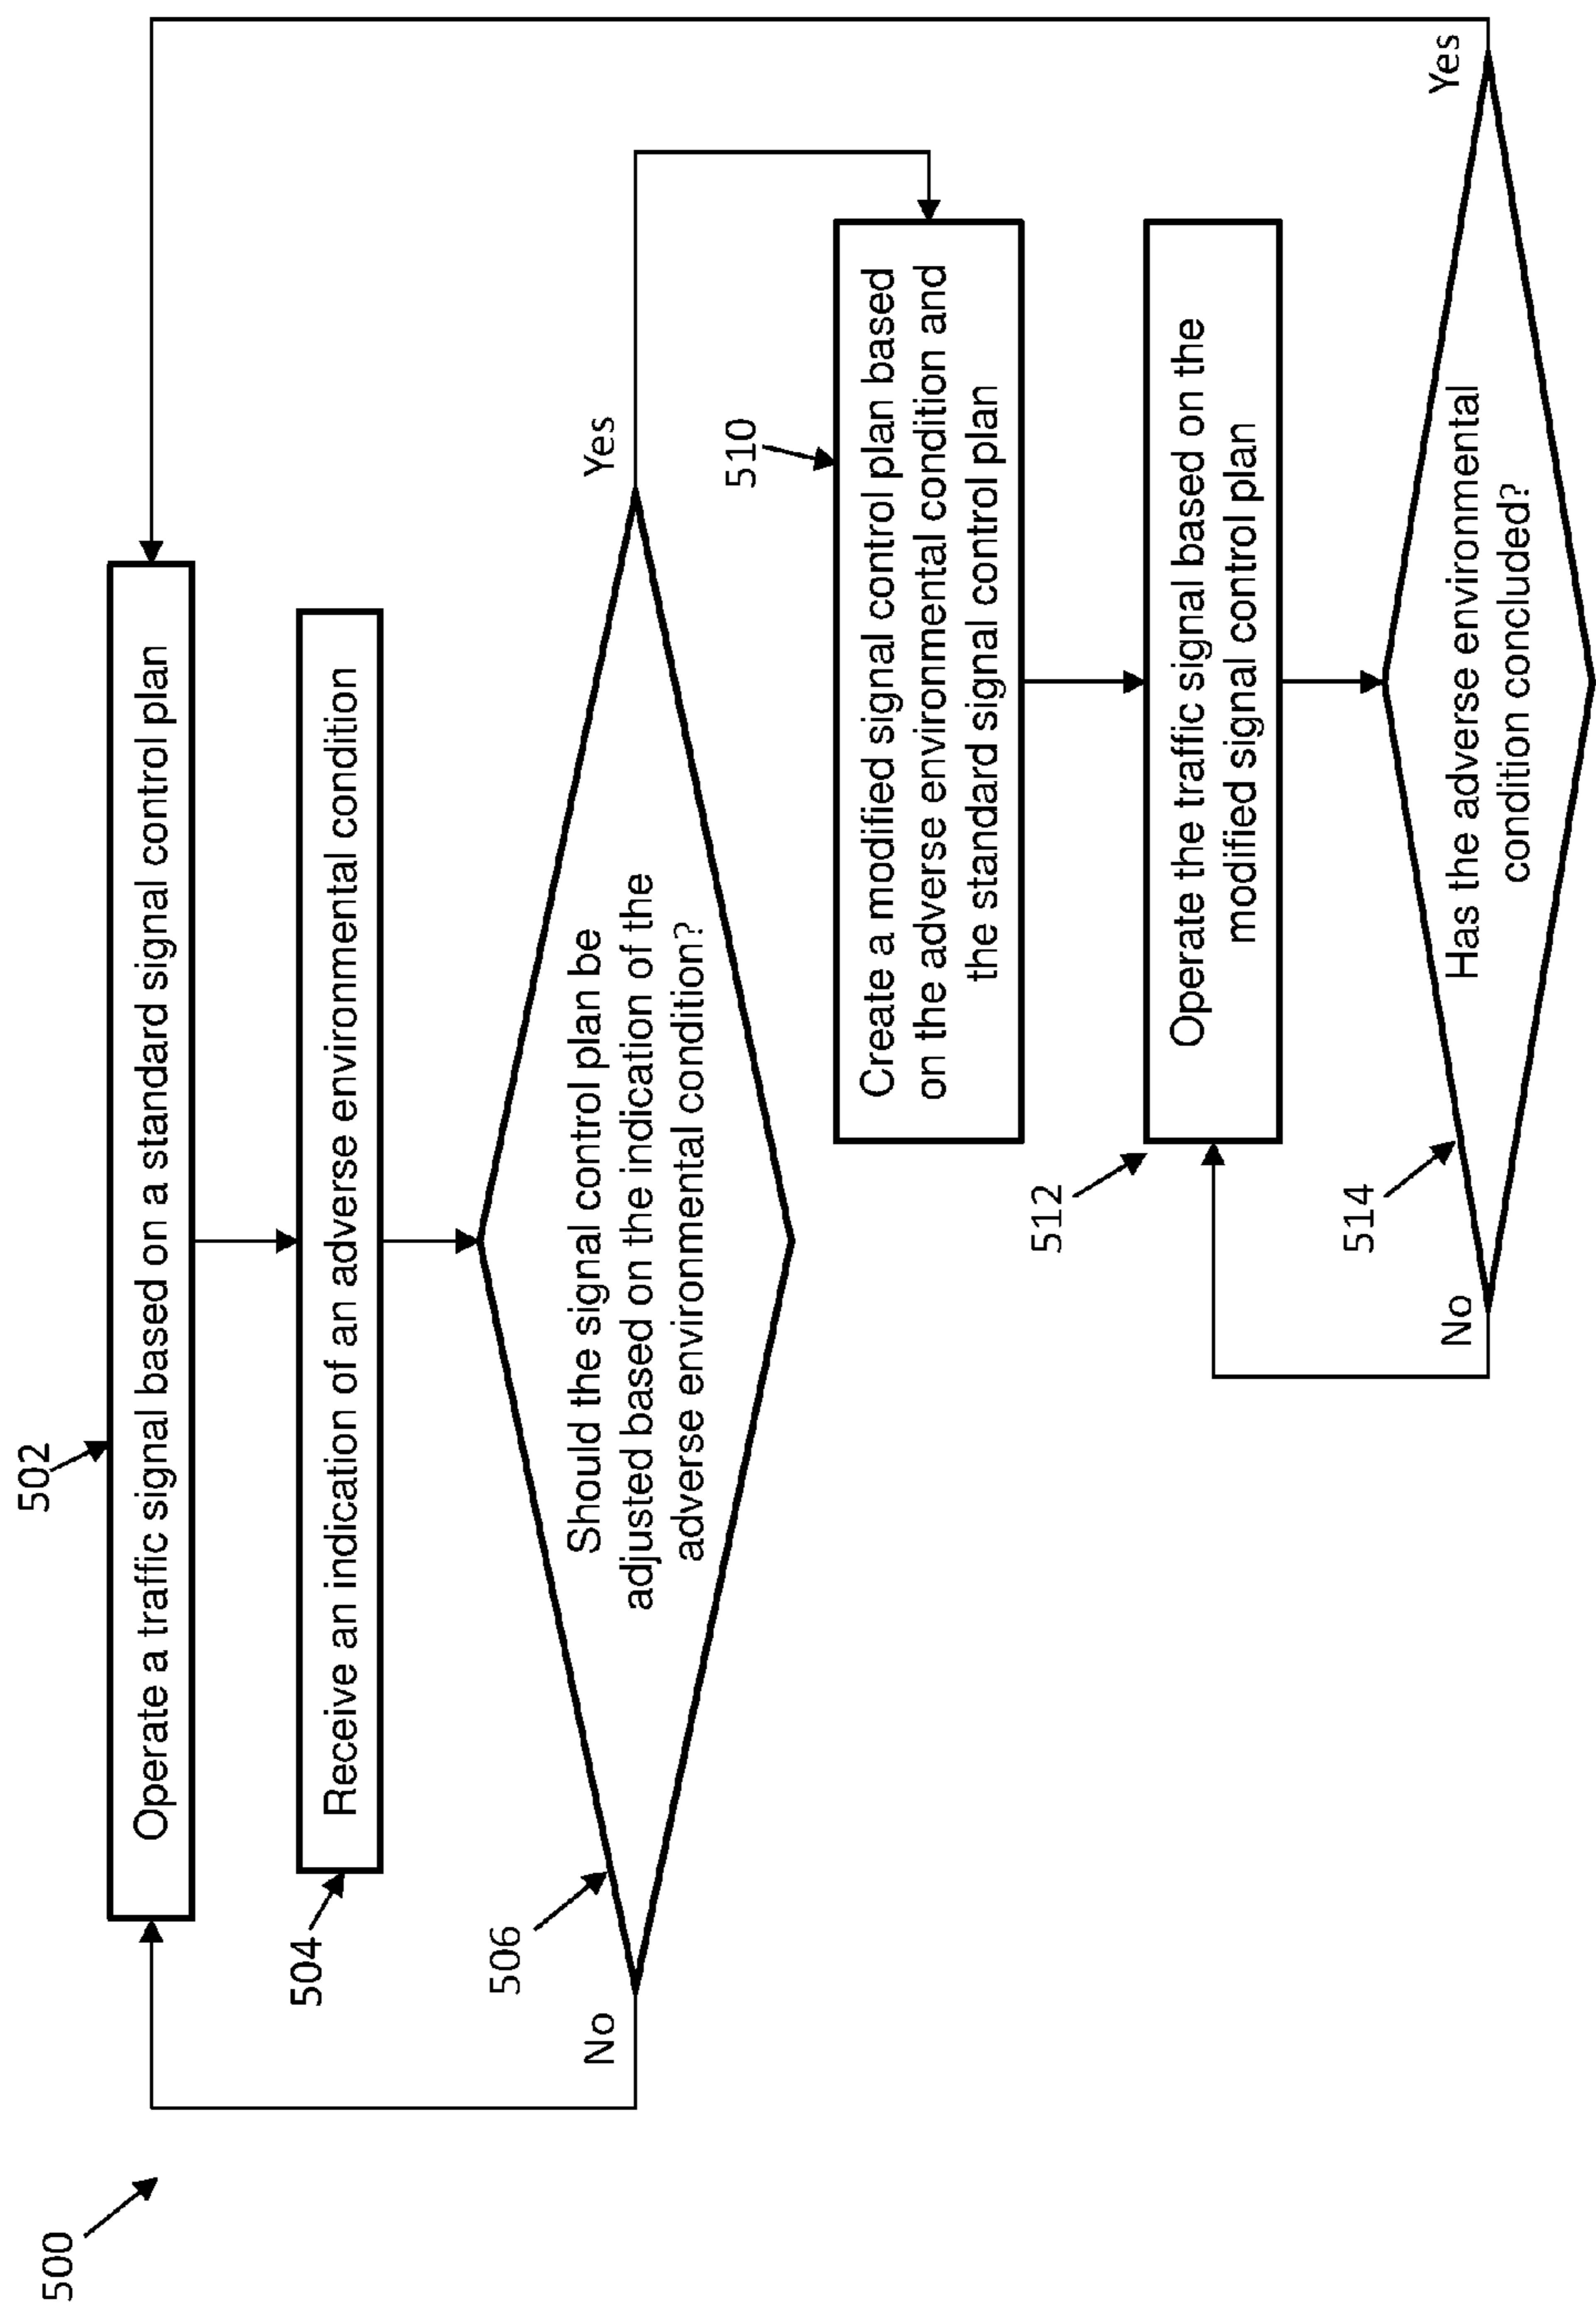 500
502
Operate a traffic signal based on a standard signal control plan
504
Receive an indication of an adverse environmental condition
506
Should the signal control plan be
adjusted based on the indication of the
adverse environmental condition?
No
Yes
510
Create a modified signal control plan based
on the adverse environmental condition and
the standard signal control plan
512
Operate the traffic signal based on the
modified signal control plan
514
Has the adverse environmental
condition concluded?
No
Yes